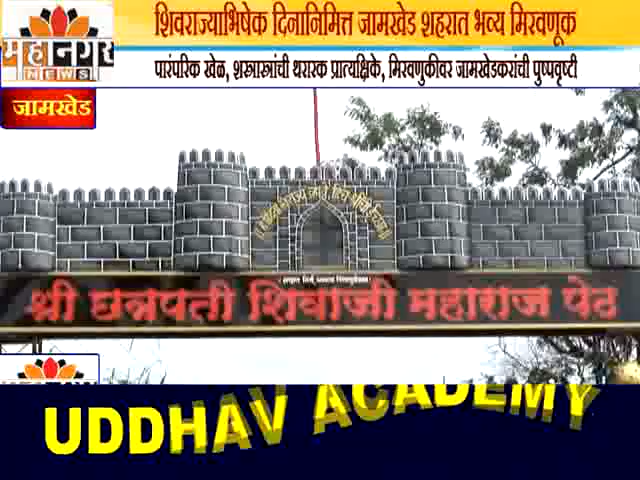 शिवराज्याभिषेक दिनानिमित्त जामखेड शहरात भव्य मिरवणूक
महानगर
NEWS
पारंपरिक खेळ, शस्त्रास्त्रांची थरारक प्रात्यक्षिके, मिरवणुकीवर जामखेडकरांची पुष्पवृष्टी
जामखेड
श्री छत्रपती शिवाजी महाराज पेठ
UDDHAV ACADEMY